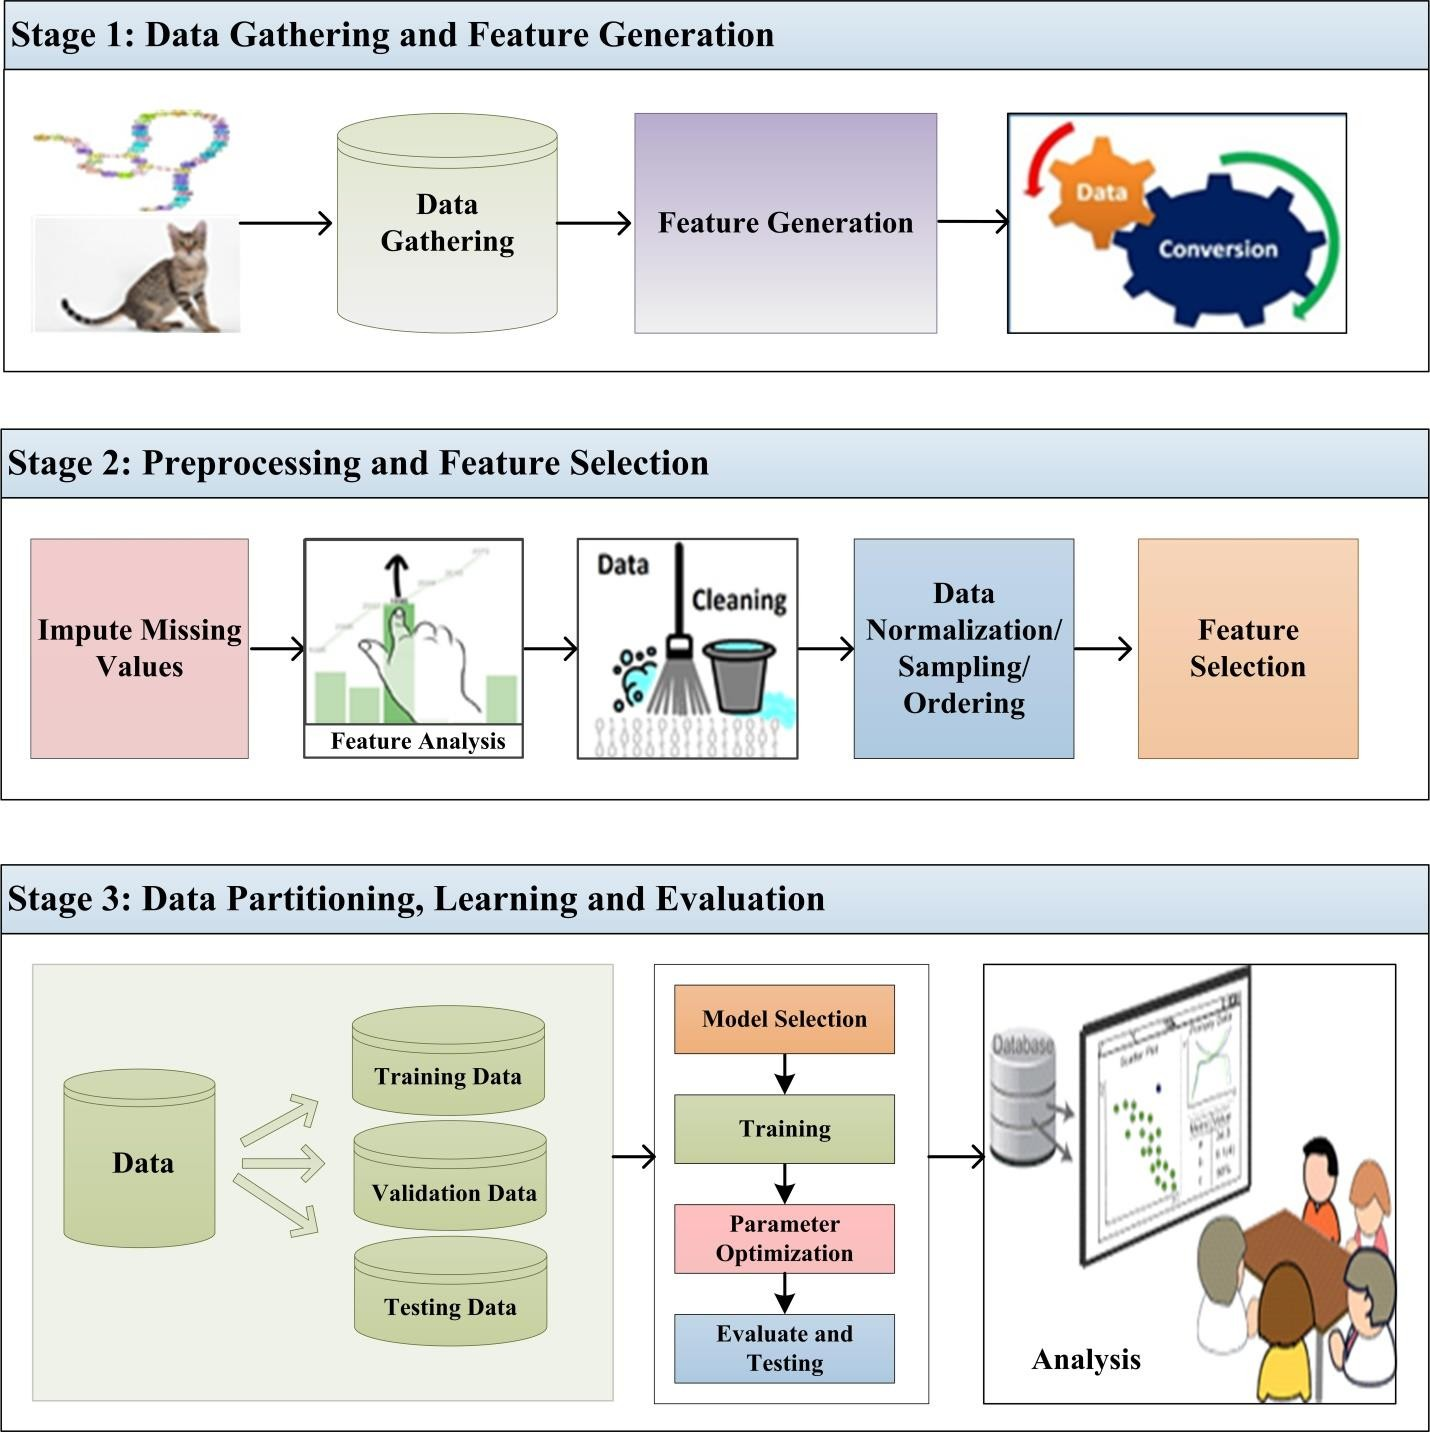 Stage 1: Data Gathering and Feature Generation
Data
Gathering
Feature Generation
Data
Conversion
Stage 2: Preprocessing and Feature Selection
Impute Missing
Values
Feature Analysis
Data
Cleaning
Data
Normalization/
Sampling/
Ordering
Feature
Selection
Stage 3: Data Partitioning, Learning and Evaluation
Data
Training Data
Validation Data
Testing Data
Model Selection
Training
Parameter
Optimization
Evaluate and
Testing
Database
Scatter Plot
Analysis